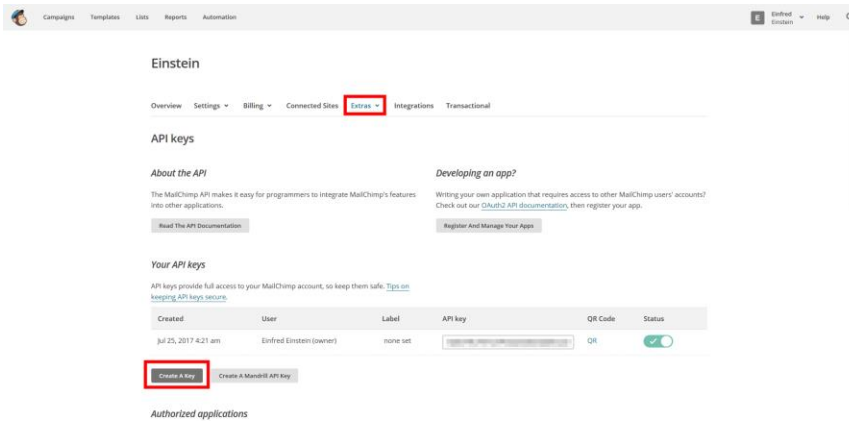 Campaigns Templates Lists Reports Automation
E Einfred Einstein Help
Einstein
Overview Settings Billing Connected Sites Extras Integrations Transactional
API keys
About the API
The MailChimp API makes it easy for programmers to integrate MailChimp's features
into other applications.
Read The API Documentation
Developing an app?
Writing your own application that requires access to other MailChimp users' accounts?
Check out our OAuth2 API documentation, then register your app.
Register And Manage Your Apps
Your API keys
API keys provide full access to your MailChimp account, so keep them safe. Tips on
keeping API keys secure.
Created User Label API key QR Code Status
Jul 25, 2017 4:21 am Einfred Einstein (owner) none set QR
Create A Key Create A Mandrill API Key
Authorized applications